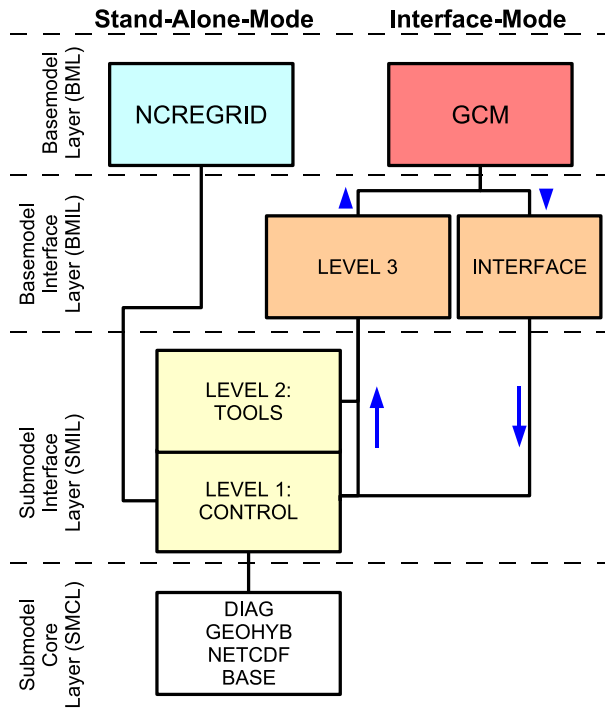 Stand-Alone-Mode
Interface-Mode
Basemodel
Layer (BML)
NCREGRID
GCM
Basemodel
Interface
Layer (BMIL)
LEVEL 3
INTERFACE
Submodel
Interface
Layer (SMIL)
LEVEL 2:
TOOLS
LEVEL 1:
CONTROL
Submodel
Core
Layer (SMCL)
DIAG
GEOHYB
NETCDF
BASE